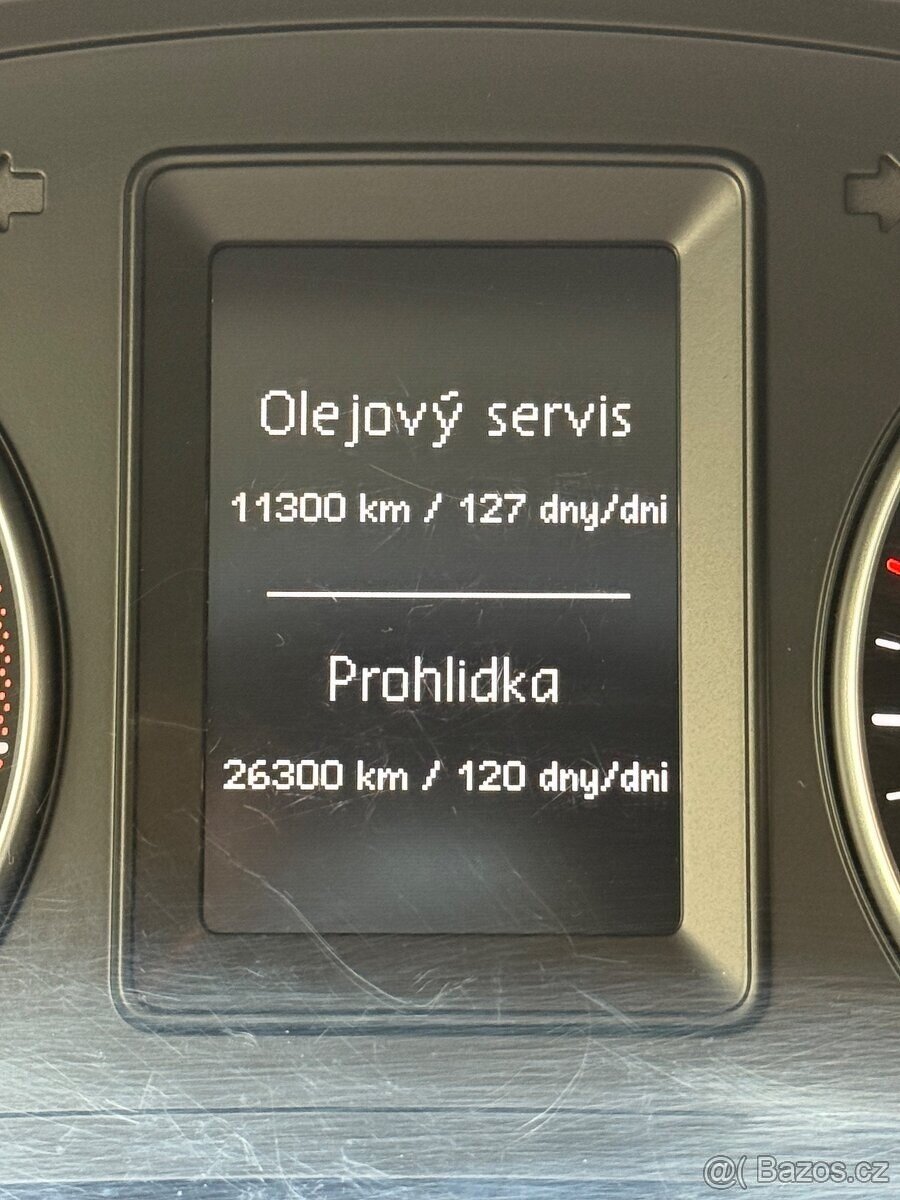 Olejový servis
11300 km / 127 dny/dni
Prohlidka
26300 km / 120 dny/dni
@( Bazos.cz